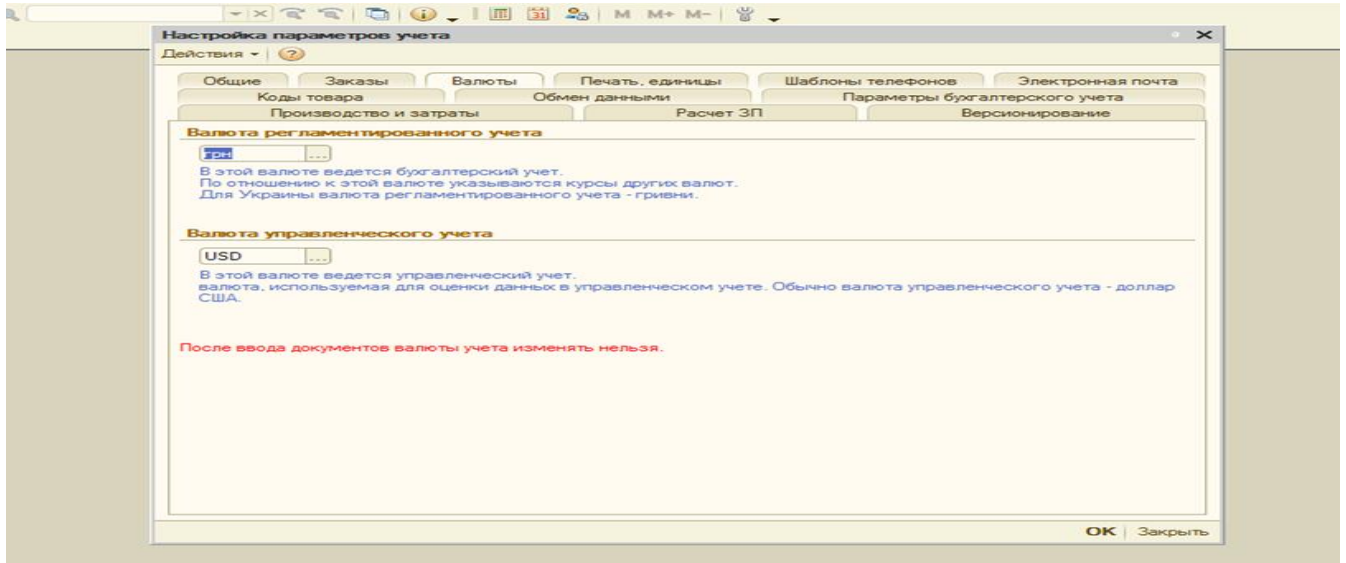 31 M M+ M-
Настройка параметров учета
Действия
Общие Заказы Валюты Печать, единицы Шаблоны телефонов Электронная почта
Коды товара Обмен данными Параметры бухгалтерского учета
Производство и затраты Расчет ЗП Версионирование
Валюта регламентированного учета
грн ...
В этой валюте ведется бухгалтерский учет.
По отношению к этой валюте указываются курсы других валют.
Для Украины валюта регламентированного учета - гривни.
Валюта управленческого учета
USD ...
В этой валюте ведется управленческий учет.
валюта, используемая для оценки данных в управленческом учете. Обычно валюта управленческого учета - доллар
США.
После ввода документов валюты учета изменять нельзя.
OK Закрыть